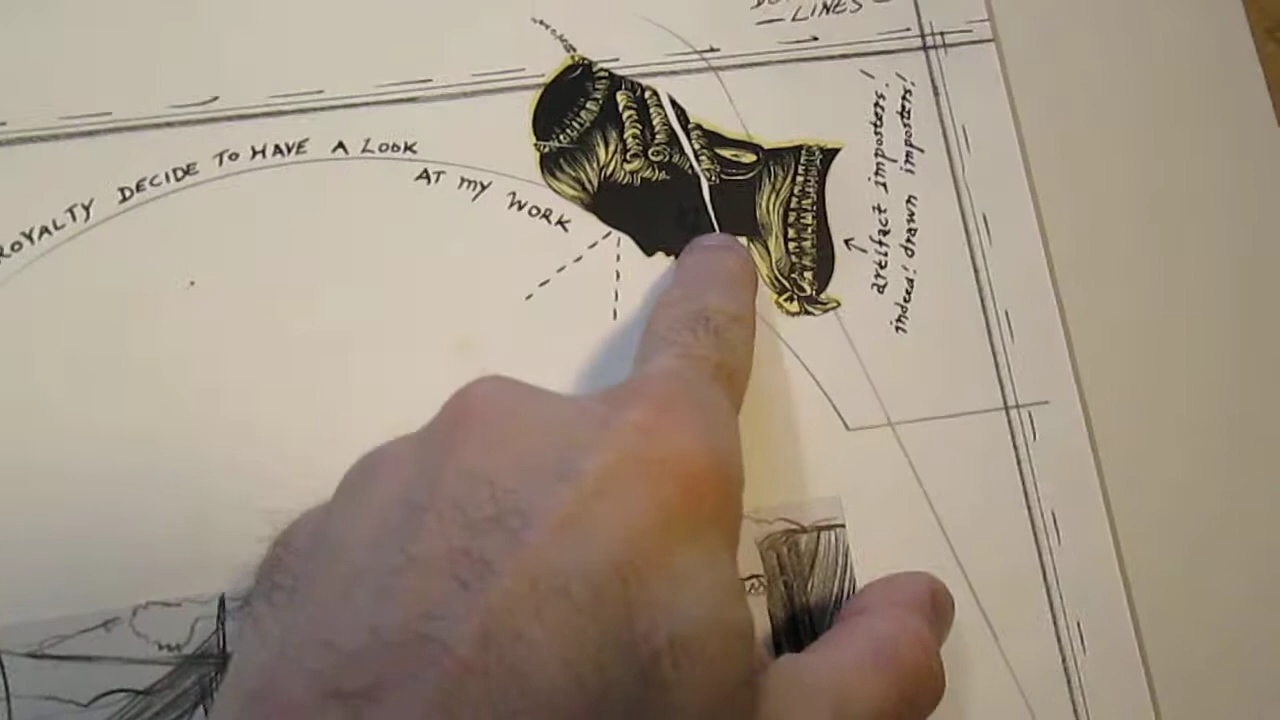 — LINES —
ROYALTY DECIDE TO HAVE A LOOK
AT MY WORK
artifact imposters!
indeed! drawn imposters!